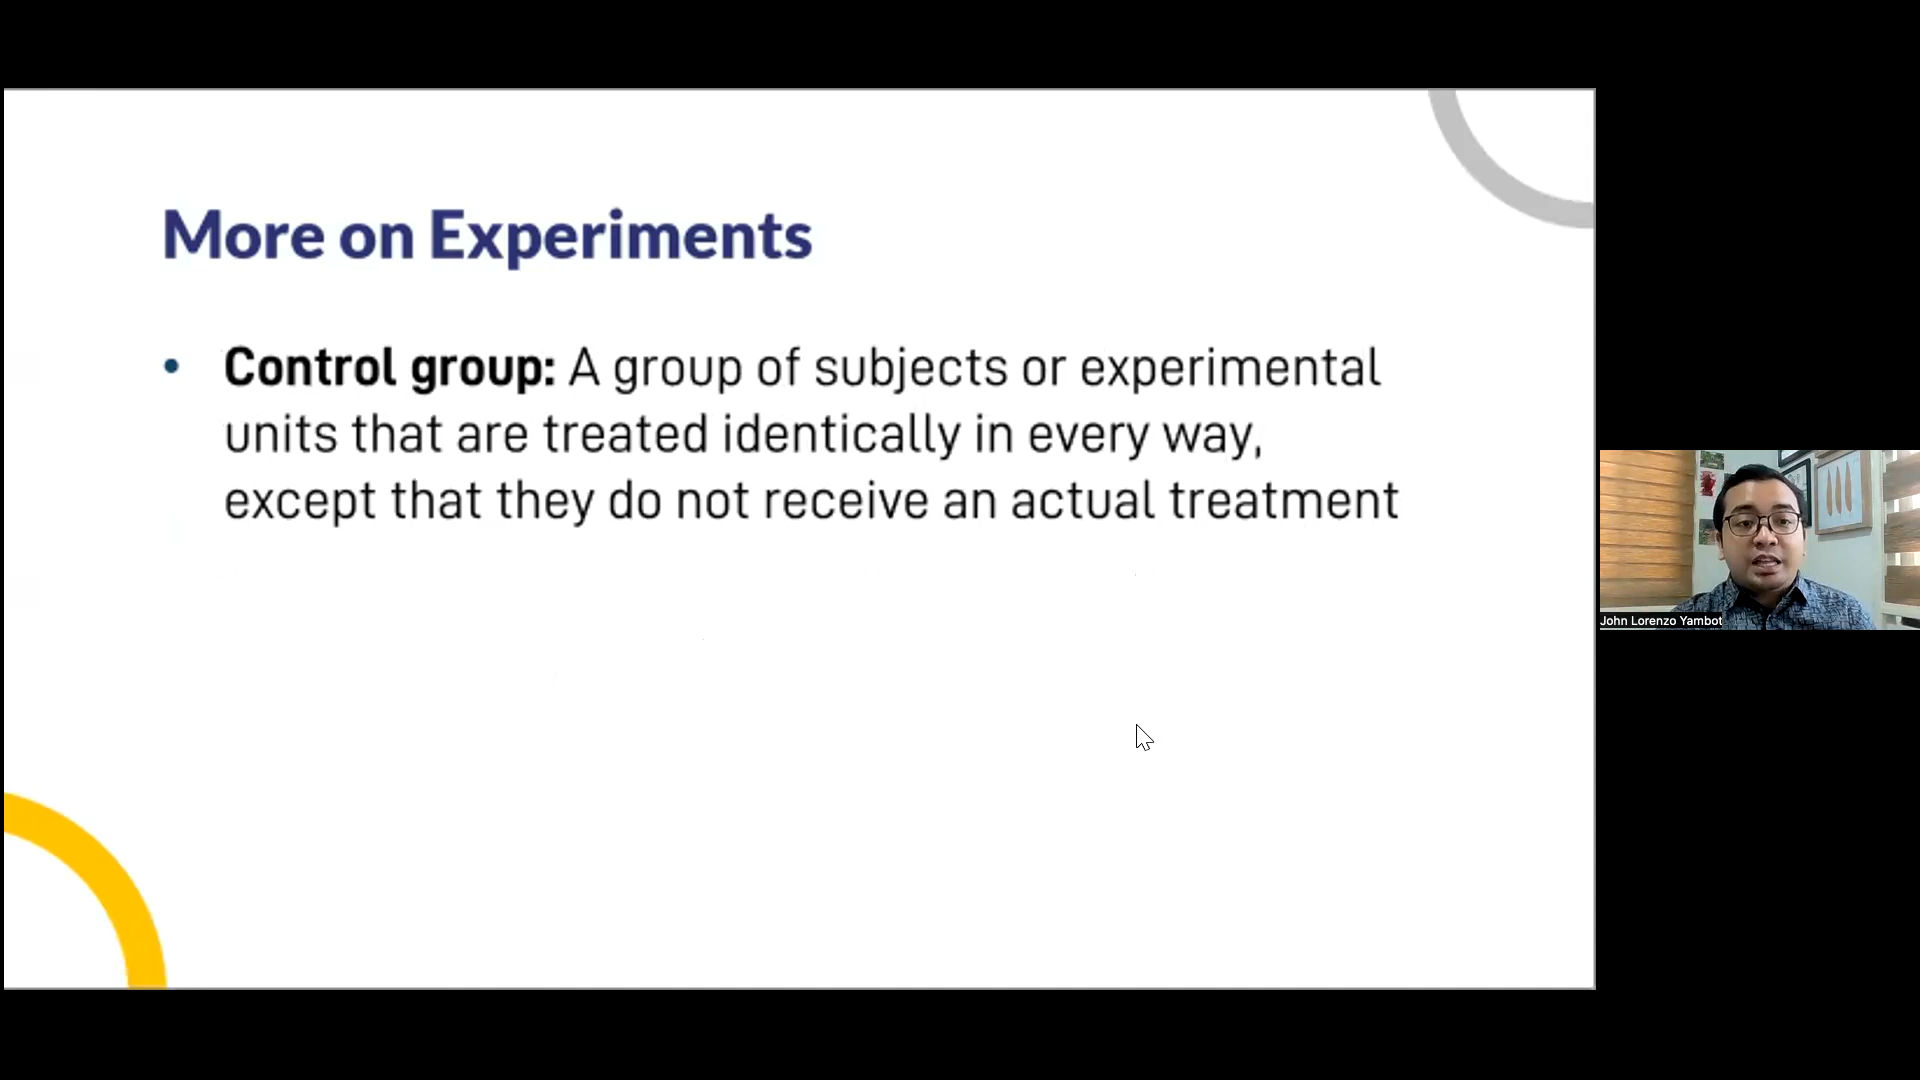 More on Experiments
• Control group: A group of subjects or experimental
units that are treated identically in every way,
except that they do not receive an actual treatment
John Lorenzo Yambot